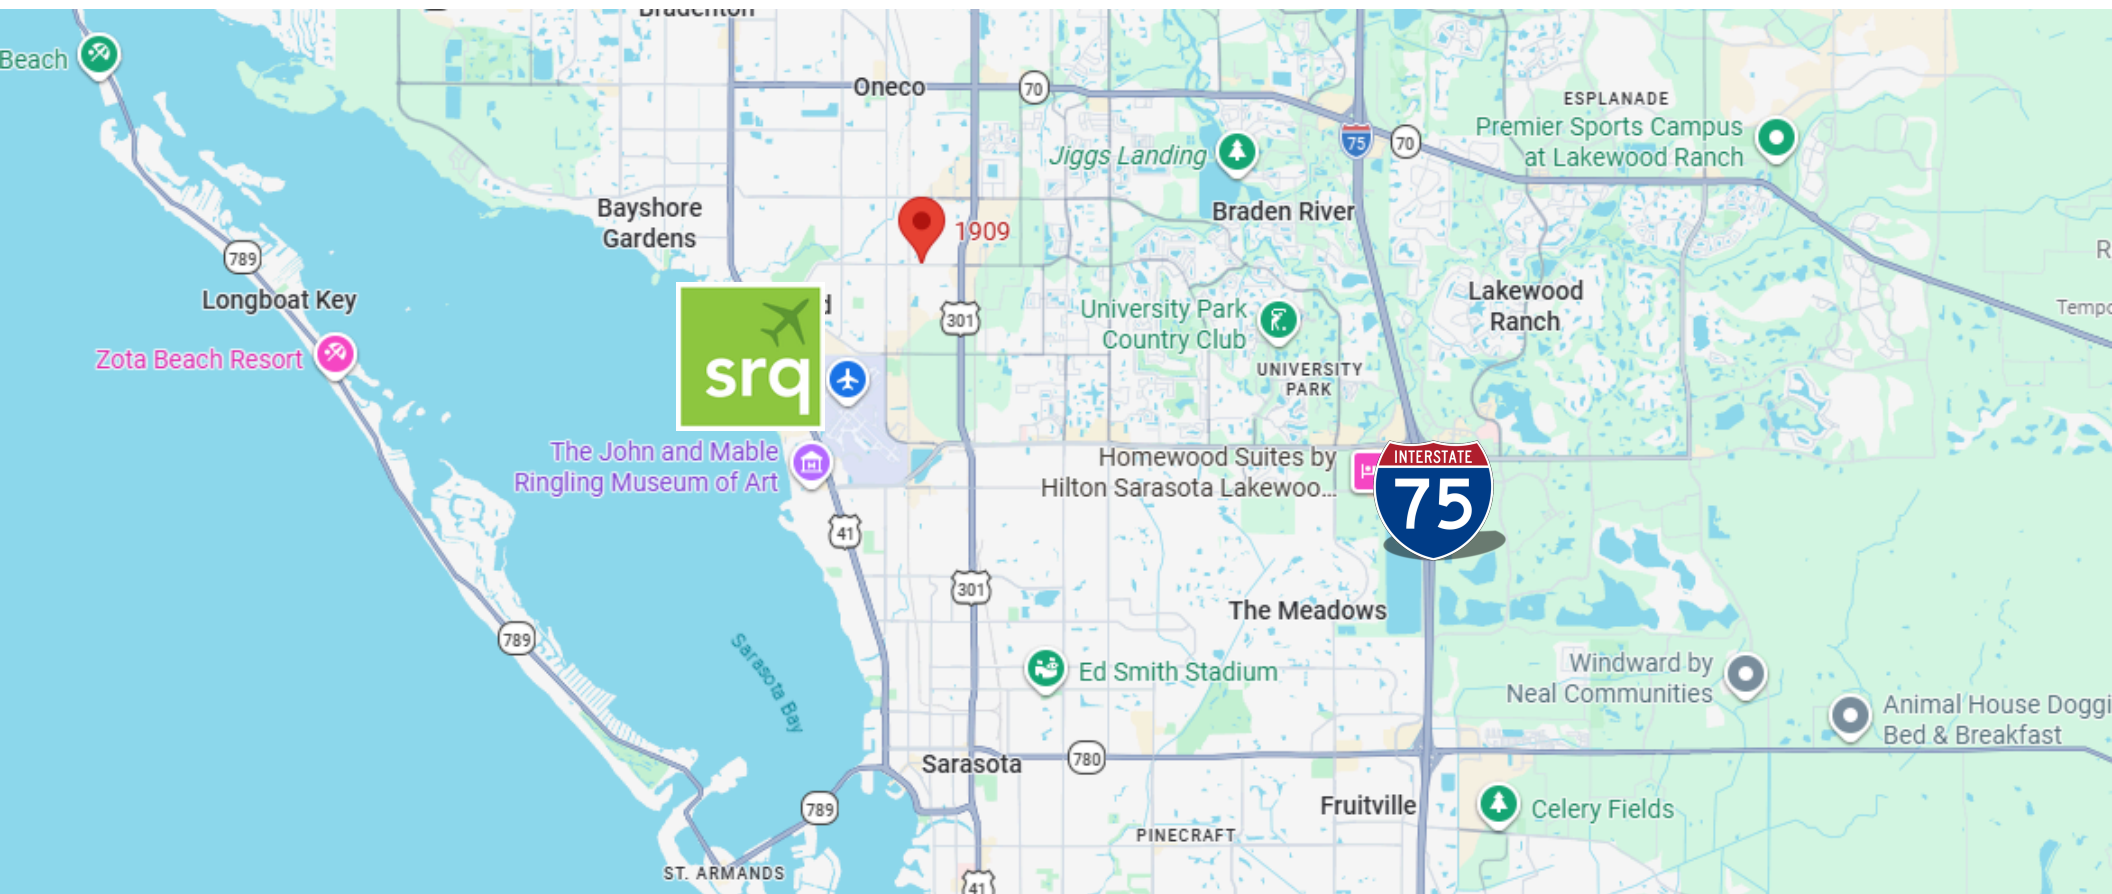 Bradenton
Beach
Oneco
70
ESPLANADE
Premier Sports Campus
at Lakewood Ranch
75
70
Jiggs Landing
Bayshore
Gardens
Braden River
1909
789
Longboat Key
Lakewood
Ranch
University Park
Country Club
301
Tempo
srq
Zota Beach Resort
UNIVERSITY
PARK
The John and Mable
Ringling Museum of Art
Homewood Suites by
Hilton Sarasota Lakewoo...
INTERSTATE
75
41
301
The Meadows
789
Sarasota Bay
Ed Smith Stadium
Windward by
Neal Communities
Animal House Doggi
Bed & Breakfast
Sarasota
780
789
Fruitville
Celery Fields
PINECRAFT
ST. ARMANDS
41